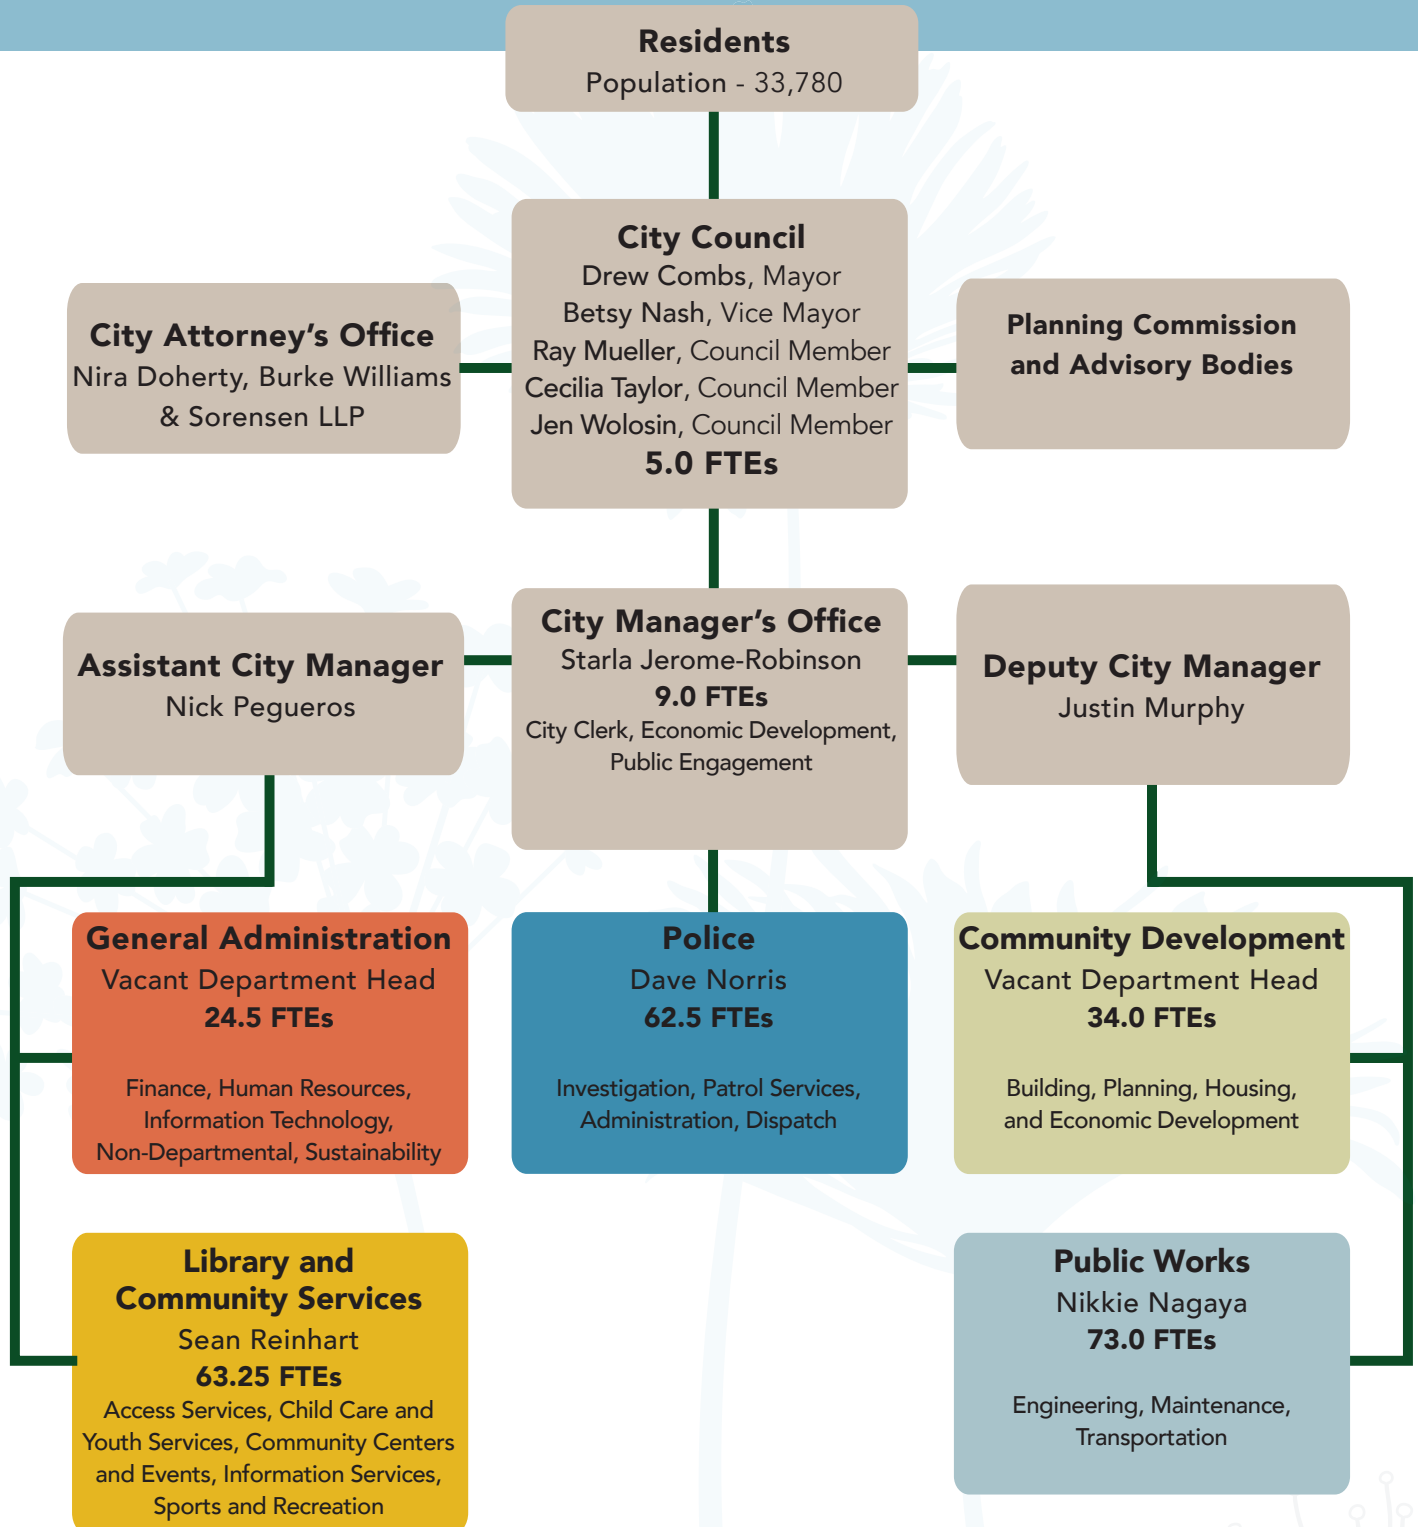 Residents
Population - 33,780
City Council
Drew Combs, Mayor
Betsy Nash, Vice Mayor
Ray Mueller, Council Member
Cecilia Taylor, Council Member
Jen Wolosin, Council Member
5.0 FTEs
City Attorney’s Office
Nira Doherty, Burke Williams
& Sorensen LLP
Planning Commission
and Advisory Bodies
Assistant City Manager
Nick Pegueros
City Manager’s Office
Starla Jerome-Robinson
9.0 FTEs
City Clerk, Economic Development,
Public Engagement
Deputy City Manager
Justin Murphy
General Administration
Vacant Department Head
24.5 FTEs
Finance, Human Resources,
Information Technology,
Non-Departmental, Sustainability
Police
Dave Norris
62.5 FTEs
Investigation, Patrol Services,
Administration, Dispatch
Community Development
Vacant Department Head
34.0 FTEs
Building, Planning, Housing,
and Economic Development
Library and
Community Services
Sean Reinhart
63.25 FTEs
Access Services, Child Care and
Youth Services, Community Centers
and Events, Information Services,
Sports and Recreation
Public Works
Nikkie Nagaya
73.0 FTEs
Engineering, Maintenance,
Transportation